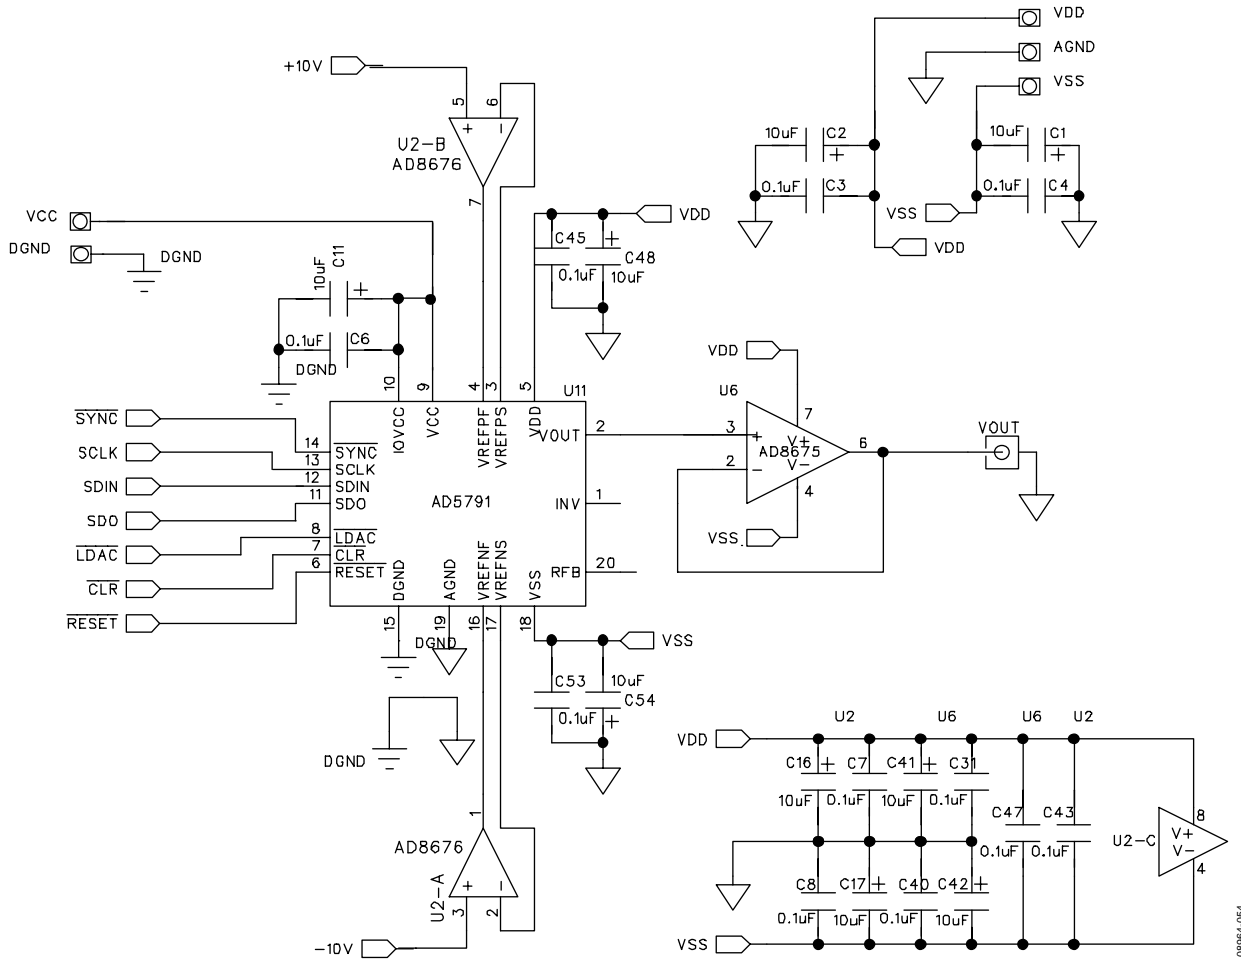 VDD
AGND
VSS
+10V
5
6
+
−
U2-B
AD8676
7
10uF
C2
+
0.1uF
C3
VDD
10uF
C1
+
0.1uF
C4
VSS
VCC
DGND
DGND
10uF
C11
+
0.1uF
C6
DGND
VDD
C45
0.1uF
+
C48
10uF
10
9
4
3
5
U11
IOVCC
VCC
VREFPF
VREFPS
VDD
SYNC
SCLK
SDIN
SDO
LDAC
CLR
RESET
14
13
12
11
8
7
6
SYNC
SCLK
SDIN
SDO
LDAC
CLR
RESET
AD5791
VOUT
2
INV
1
RFB
20
DGND
AGND
VREFNF
VREFNS
VSS
15
19
16
17
18
DGND
VDD
U6
7
3
+
V+
AD8675
2
−
V−
4
6
VSS
VOUT
VSS
C53
0.1uF
10uF
C54
+
DGND
1
AD8676
U2-A
+
−
3
2
-10V
U2
U6
U6
U2
VDD
C16
+
10uF
C7
0.1uF
C41
+
10uF
C31
0.1uF
C47
0.1uF
C43
0.1uF
8
U2-C
V+
V−
4
C8
0.1uF
C17
+
10uF
C40
0.1uF
C42
+
10uF
VSS
08964-064